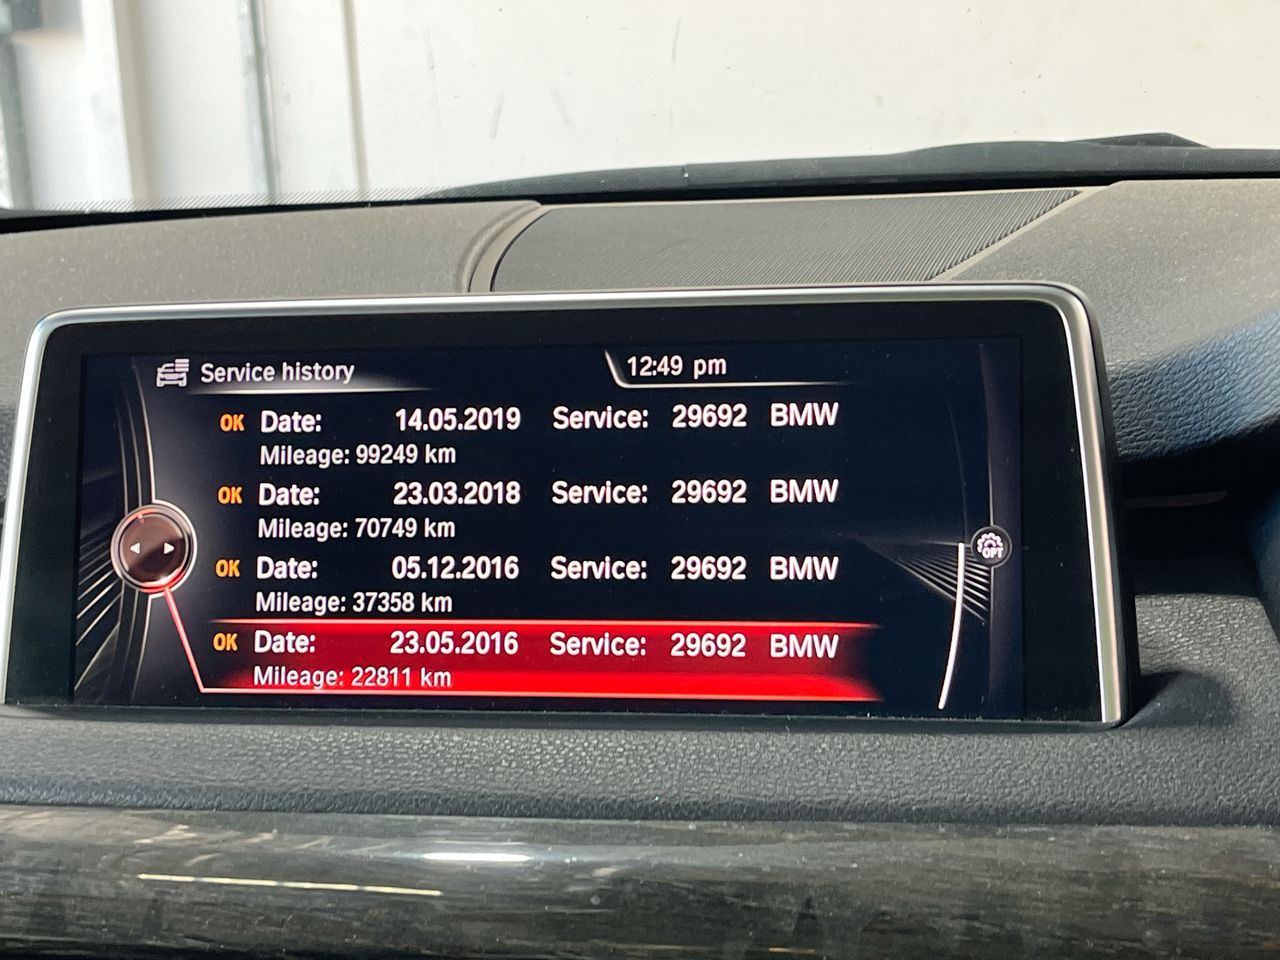 Service history
12:49 pm
OK Date: 14.05.2019 Service: 29692 BMW
Mileage: 99249 km
OK Date: 23.03.2018 Service: 29692 BMW
Mileage: 70749 km
OK Date: 05.12.2016 Service: 29692 BMW
Mileage: 37358 km
OPT
OK Date: 23.05.2016 Service: 29692 BMW
Mileage: 22811 km